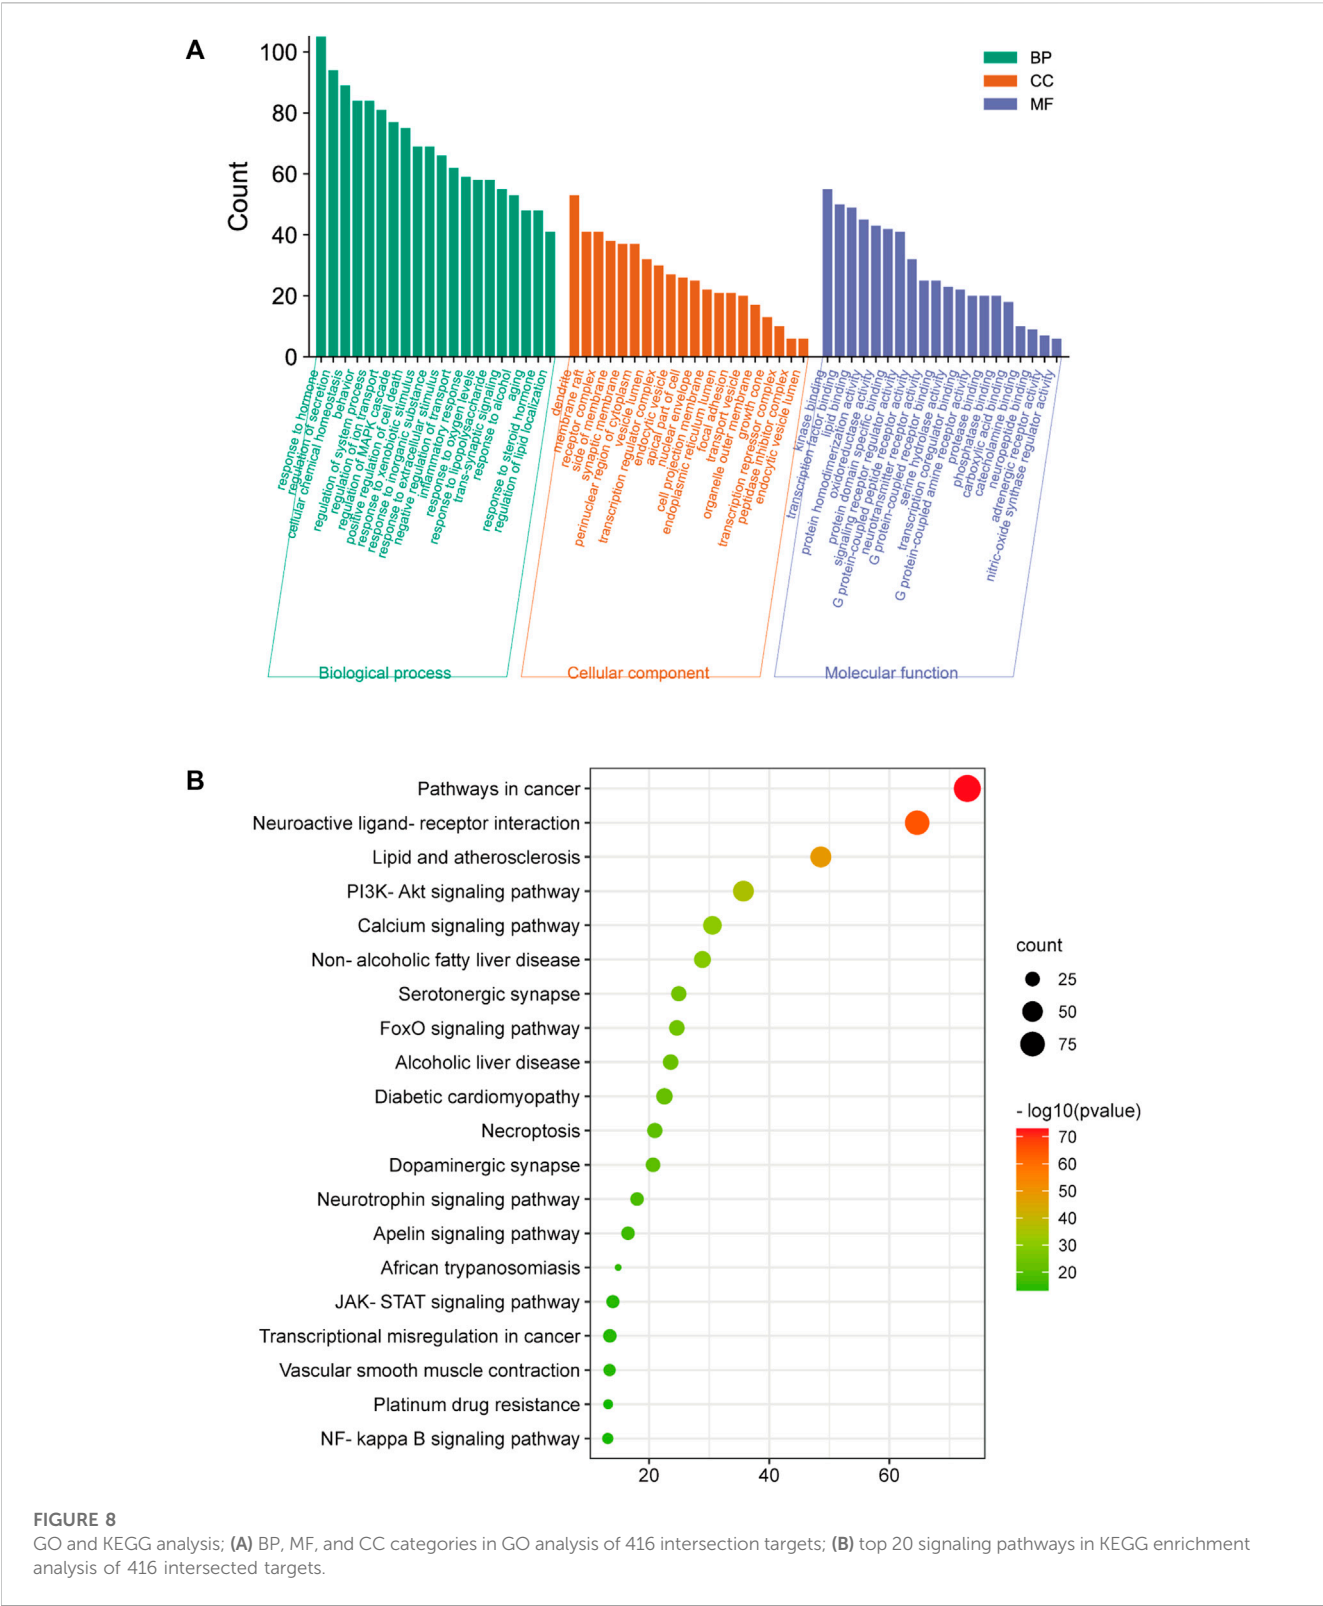 A
100
80
60
40
20
0
Count
BP
CC
MF
response to hormone
regulation of secretion
cellular chemical homeostasis
behavior
regulation of system process
regulation of ion transport
regulation of MAPK cascade
positive regulation of cell death
response to xenobiotic stimulus
response to inorganic substance
response to extracellular stimulus
negative regulation of transport
inflammatory response
response to oxygen levels
response to lipopolysaccharide
trans-synaptic signaling
response to alcohol
aging
response to steroid hormone
regulation of lipid localization
dendrite
membrane raft
receptor complex
side of membrane
synaptic membrane
perinuclear region of cytoplasm
vesicle lumen
transcription regulator complex
endocytic vesicle
apical part of cell
nuclear envelope
cell projection membrane
endoplasmic reticulum lumen
focal adhesion
transport vesicle
organelle outer membrane
growth cone
transcription repressor complex
peptidase inhibitor complex
endocytic vesicle lumen
kinase binding
transcription factor binding
lipid binding
protein homodimerization activity
oxidoreductase activity
protein domain specific binding
signaling receptor regulator activity
G protein-coupled peptide receptor activity
neurotransmitter receptor activity
G protein-coupled receptor binding
serine hydrolase activity
transcription coregulator binding
G protein-coupled amine receptor activity
protease binding
phosphatase binding
carboxylic acid binding
catecholamine binding
neuropeptide binding
adrenergic receptor activity
nitric-oxide synthase regulator activity
Biological process
Cellular component
Molecular function
B
Pathways in cancer
Neuroactive ligand- receptor interaction
Lipid and atherosclerosis
PI3K- Akt signaling pathway
Calcium signaling pathway
Non- alcoholic fatty liver disease
Serotonergic synapse
FoxO signaling pathway
Alcoholic liver disease
Diabetic cardiomyopathy
Necroptosis
Dopaminergic synapse
Neurotrophin signaling pathway
Apelin signaling pathway
African trypanosomiasis
JAK- STAT signaling pathway
Transcriptional misregulation in cancer
Vascular smooth muscle contraction
Platinum drug resistance
NF- kappa B signaling pathway
20 40 60
count
25
50
75
- log10(pvalue)
70
60
50
40
30
20
FIGURE 8
GO and KEGG analysis; (A) BP, MF, and CC categories in GO analysis of 416 intersection targets; (B) top 20 signaling pathways in KEGG enrichment
analysis of 416 intersected targets.